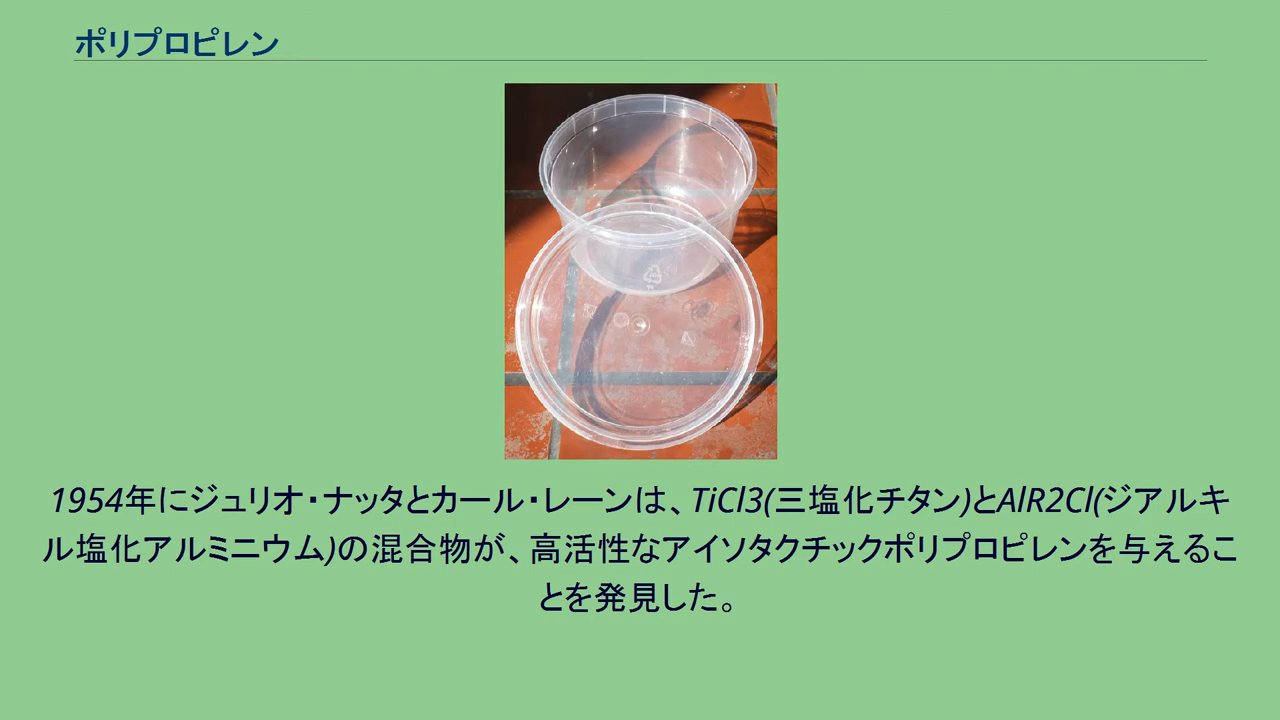 ポリプロピレン
1954年にジュリオ・ナッタとカール・レーンは、TiCl3(三塩化チタン)とAlR2Cl(ジアルキ
ル塩化アルミニウム)の混合物が、高活性なアイソタクチックポリプロピレンを与えるこ
とを発見した。